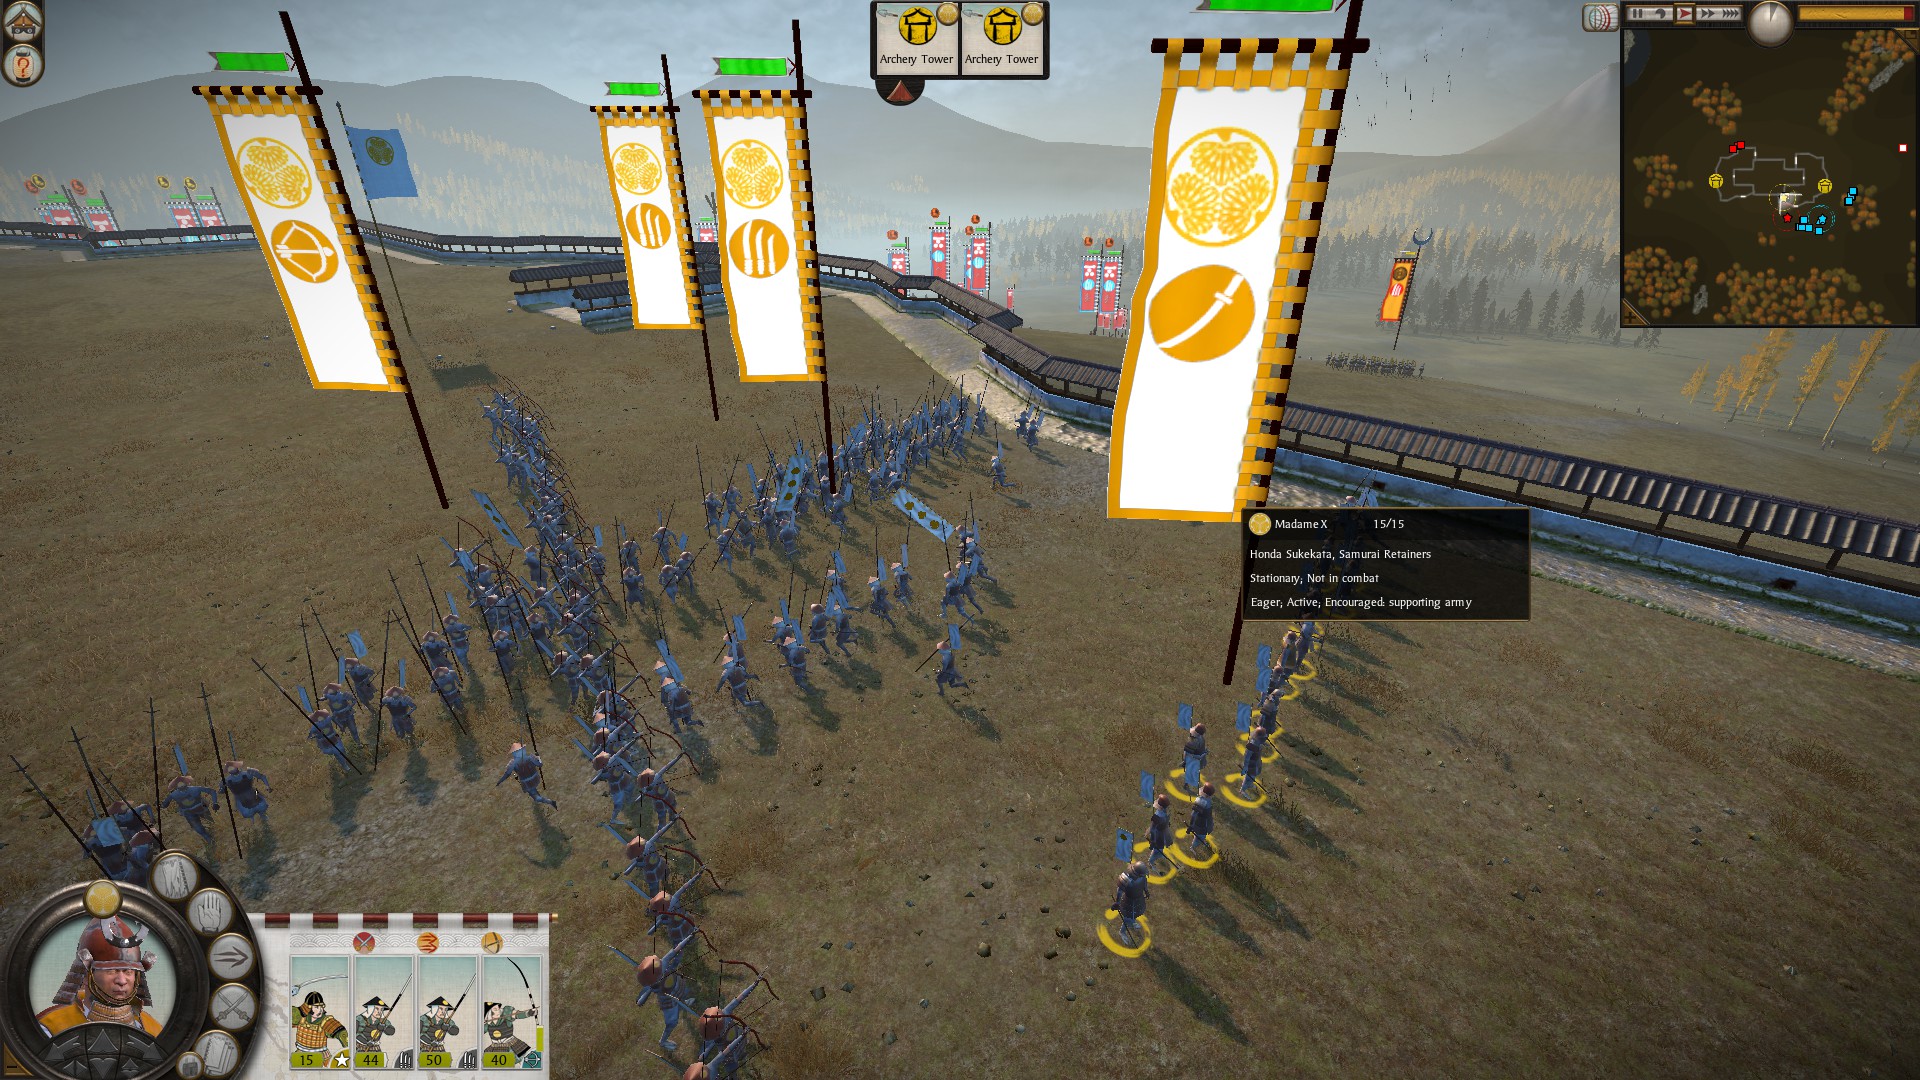 Archery Tower
Archery Tower
MadameX 15/15
Honda Sukekata, Samurai Retainers
Stationary; Not in combat
Eager; Active; Encouraged: supporting army
15
44
50
40